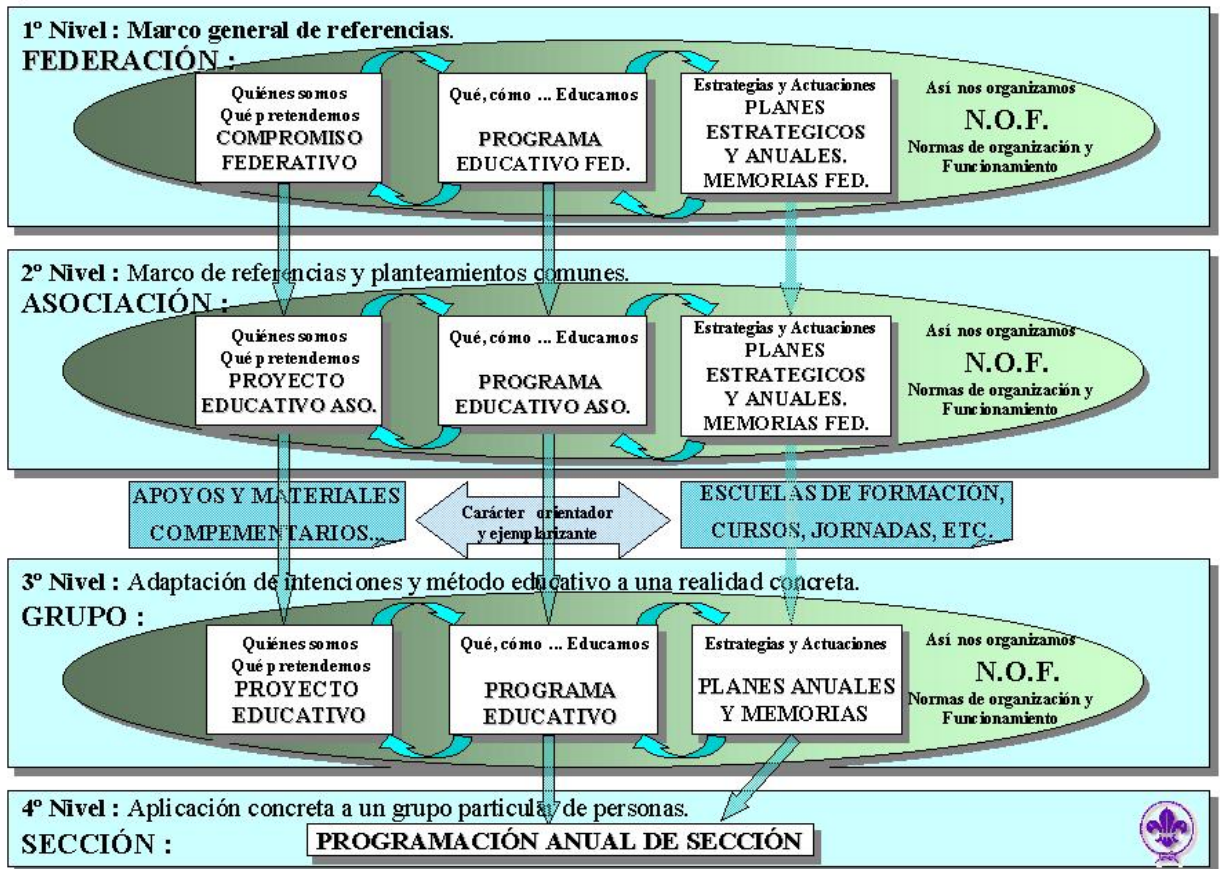 1º Nivel : Marco general de referencias.
FEDERACIÓN :
Quiénes somos
Qué pretendemos
COMPROMISO
FEDERATIVO
Qué, cómo ... Educamos
PROGRAMA
EDUCATIVO FED.
Estrategias y Actuaciones
PLANES
ESTRATEGICOS
Y ANUALES.
MEMORIAS FED.
Así nos organizamos
N.O.F.
Normas de organización y
Funcionamiento
2º Nivel : Marco de referencias y planteamientos comunes.
ASOCIACIÓN :
Quiénes somos
Qué pretendemos
PROYECTO
EDUCATIVO ASO.
Qué, cómo ... Educamos
PROGRAMA
EDUCATIVO ASO.
Estrategias y Actuaciones
PLANES
ESTRATEGICOS
Y ANUALES.
MEMORIAS FED.
Así nos organizamos
N.O.F.
Normas de organización y
Funcionamiento
APOYOS Y MATERIALES
COMPEMENTARIOS...
Carácter orientador
y ejemplarizante
ESCUELAS DE FORMACIÓN,
CURSOS, JORNADAS, ETC.
3º Nivel : Adaptación de intenciones y método educativo a una realidad concreta.
GRUPO :
Quiénes somos
Qué pretendemos
PROYECTO
EDUCATIVO
Qué, cómo ... Educamos
PROGRAMA
EDUCATIVO
Estrategias y Actuaciones
PLANES ANUALES
Y MEMORIAS
Así nos organizamos
N.O.F.
Normas de organización y
Funcionamiento
4º Nivel : Aplicación concreta a un grupo particular de personas.
SECCIÓN :
PROGRAMACIÓN ANUAL DE SECCIÓN